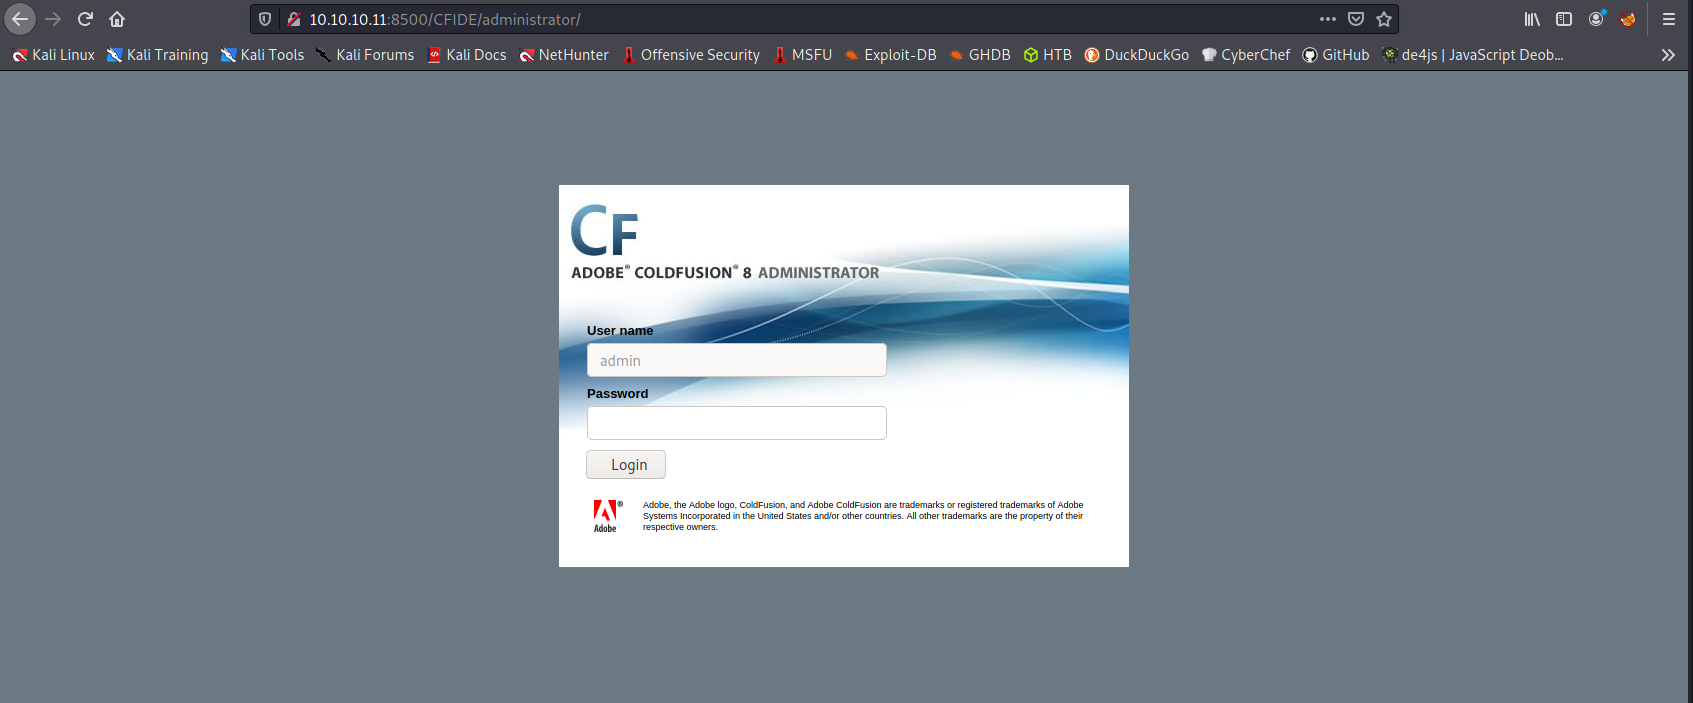 10.10.10.11:8500/CFIDE/administrator/
Kali Linux Kali Training Kali Tools Kali Forums Kali Docs NetHunter Offensive Security MSFU Exploit-DB GHDB HTB DuckDuckGo CyberChef GitHub de4js | JavaScript Deob...
CF
ADOBE® COLDFUSION® 8 ADMINISTRATOR
User name
admin
Password
Login
Adobe, the Adobe logo, ColdFusion, and Adobe ColdFusion are trademarks or registered trademarks of Adobe
Systems Incorporated in the United States and/or other countries. All other trademarks are the property of their
respective owners.
®
Adobe